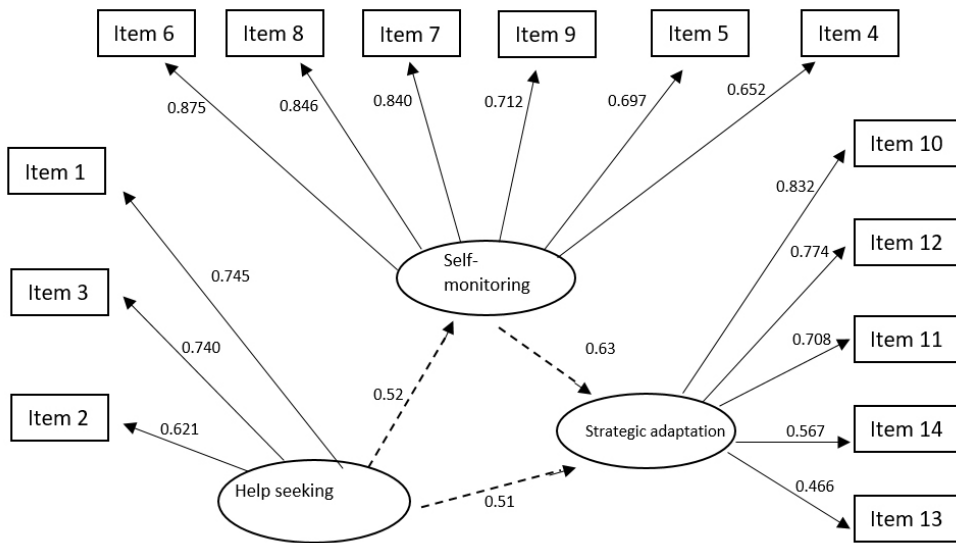 Item 6
Item 8
Item 7
Item 9
Item 5
Item 4
0.875
0.846
0.840
0.712
0.697
0.652
Item 10
Item 1
0.832
Item 12
0.774
Self-
monitoring
0.745
Item 3
Item 11
0.708
0.740
0.63
0.52
Item 2
0.621
Strategic adaptation
Item 14
0.567
Help seeking
0.51
0.466
Item 13